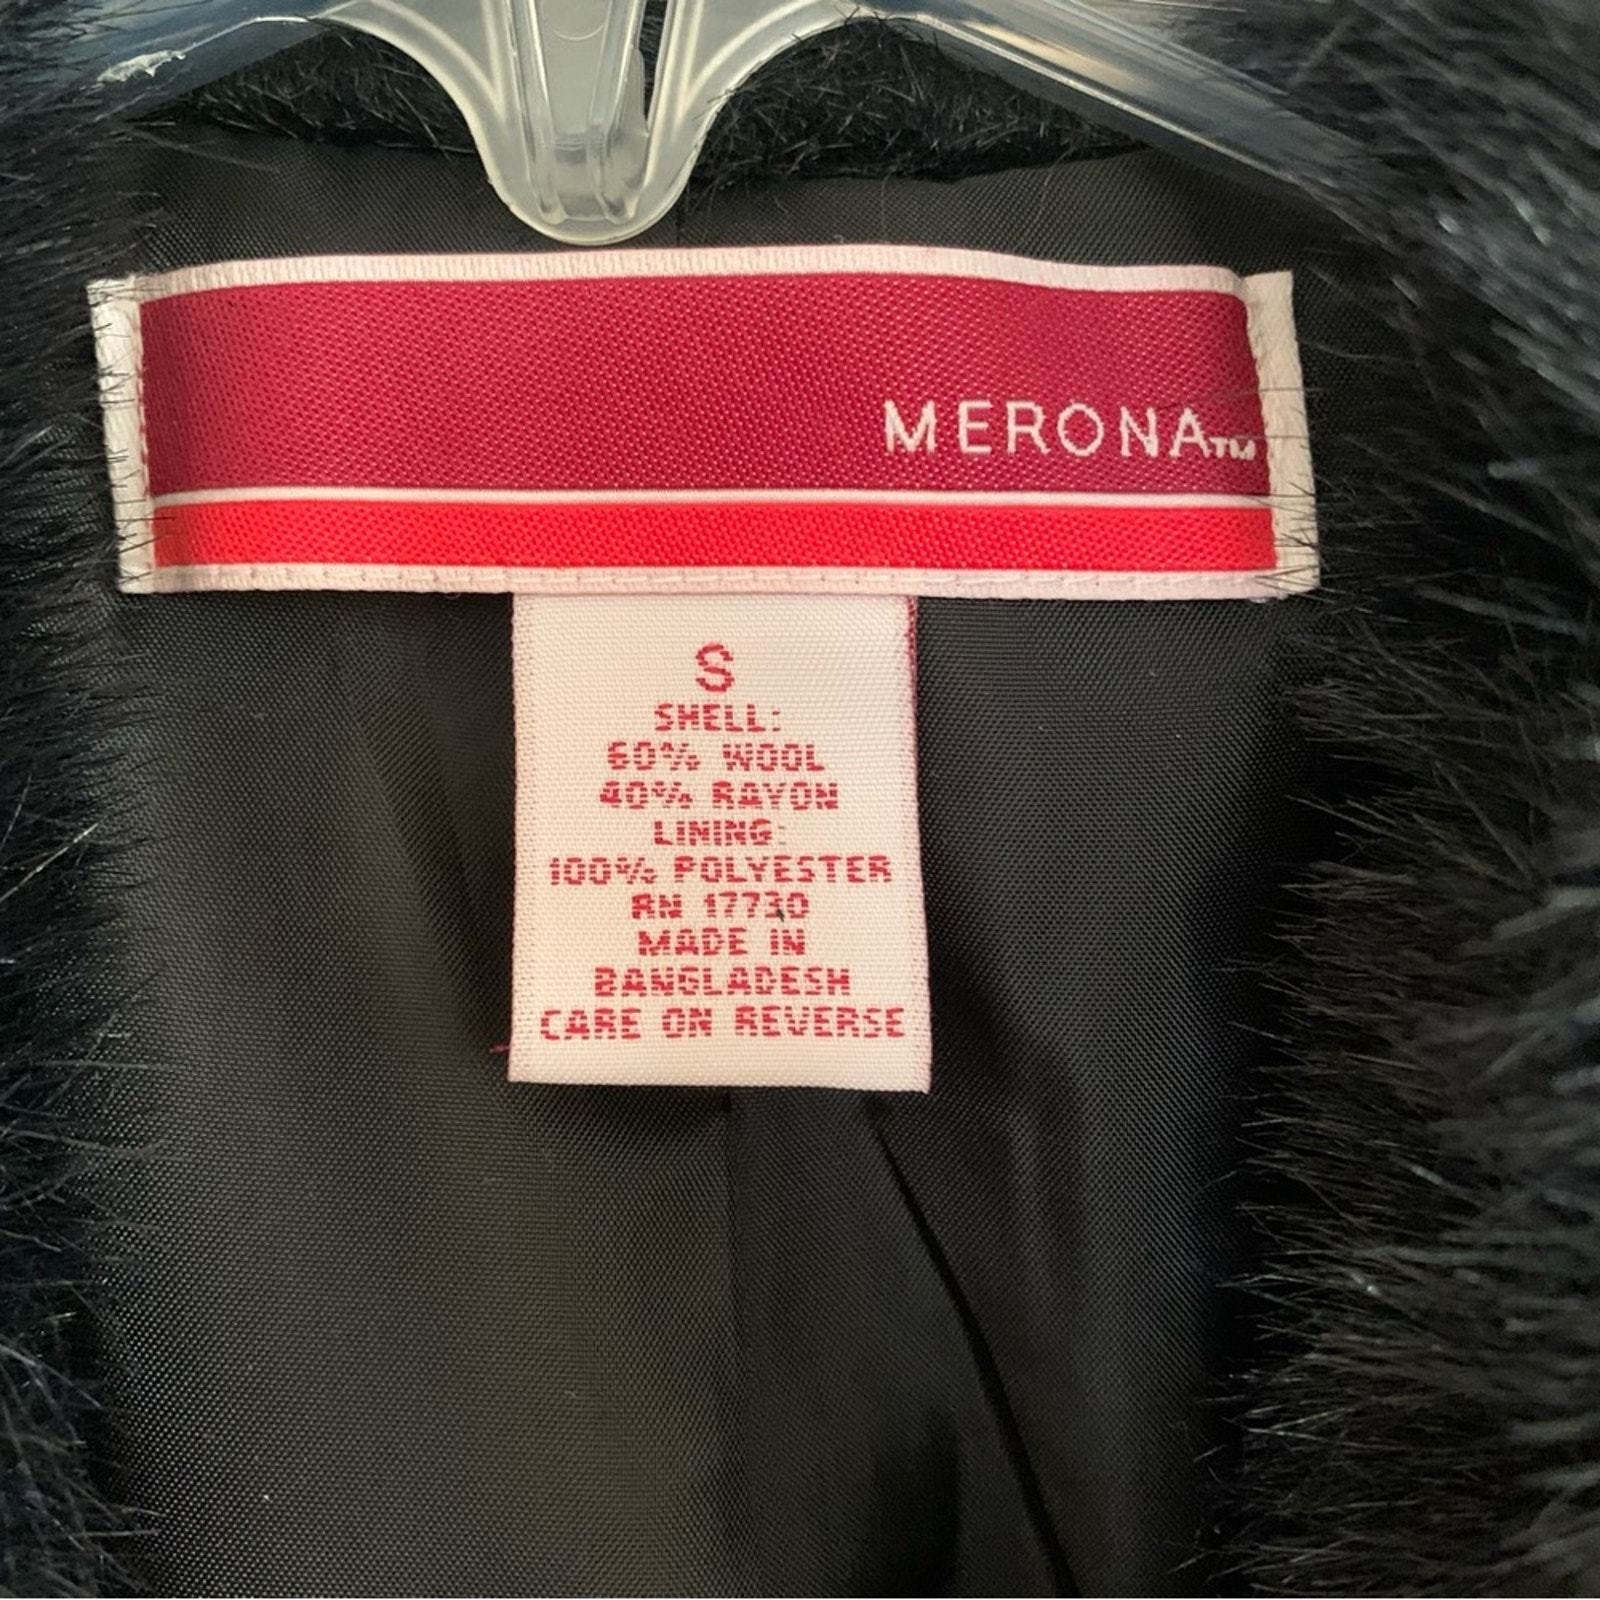 MERONA™
S
SHELL:
60% WOOL
40% RAYON
LINING:
100% POLYESTER
RN 17730
MADE IN
BANGLADESH
CARE ON REVERSE